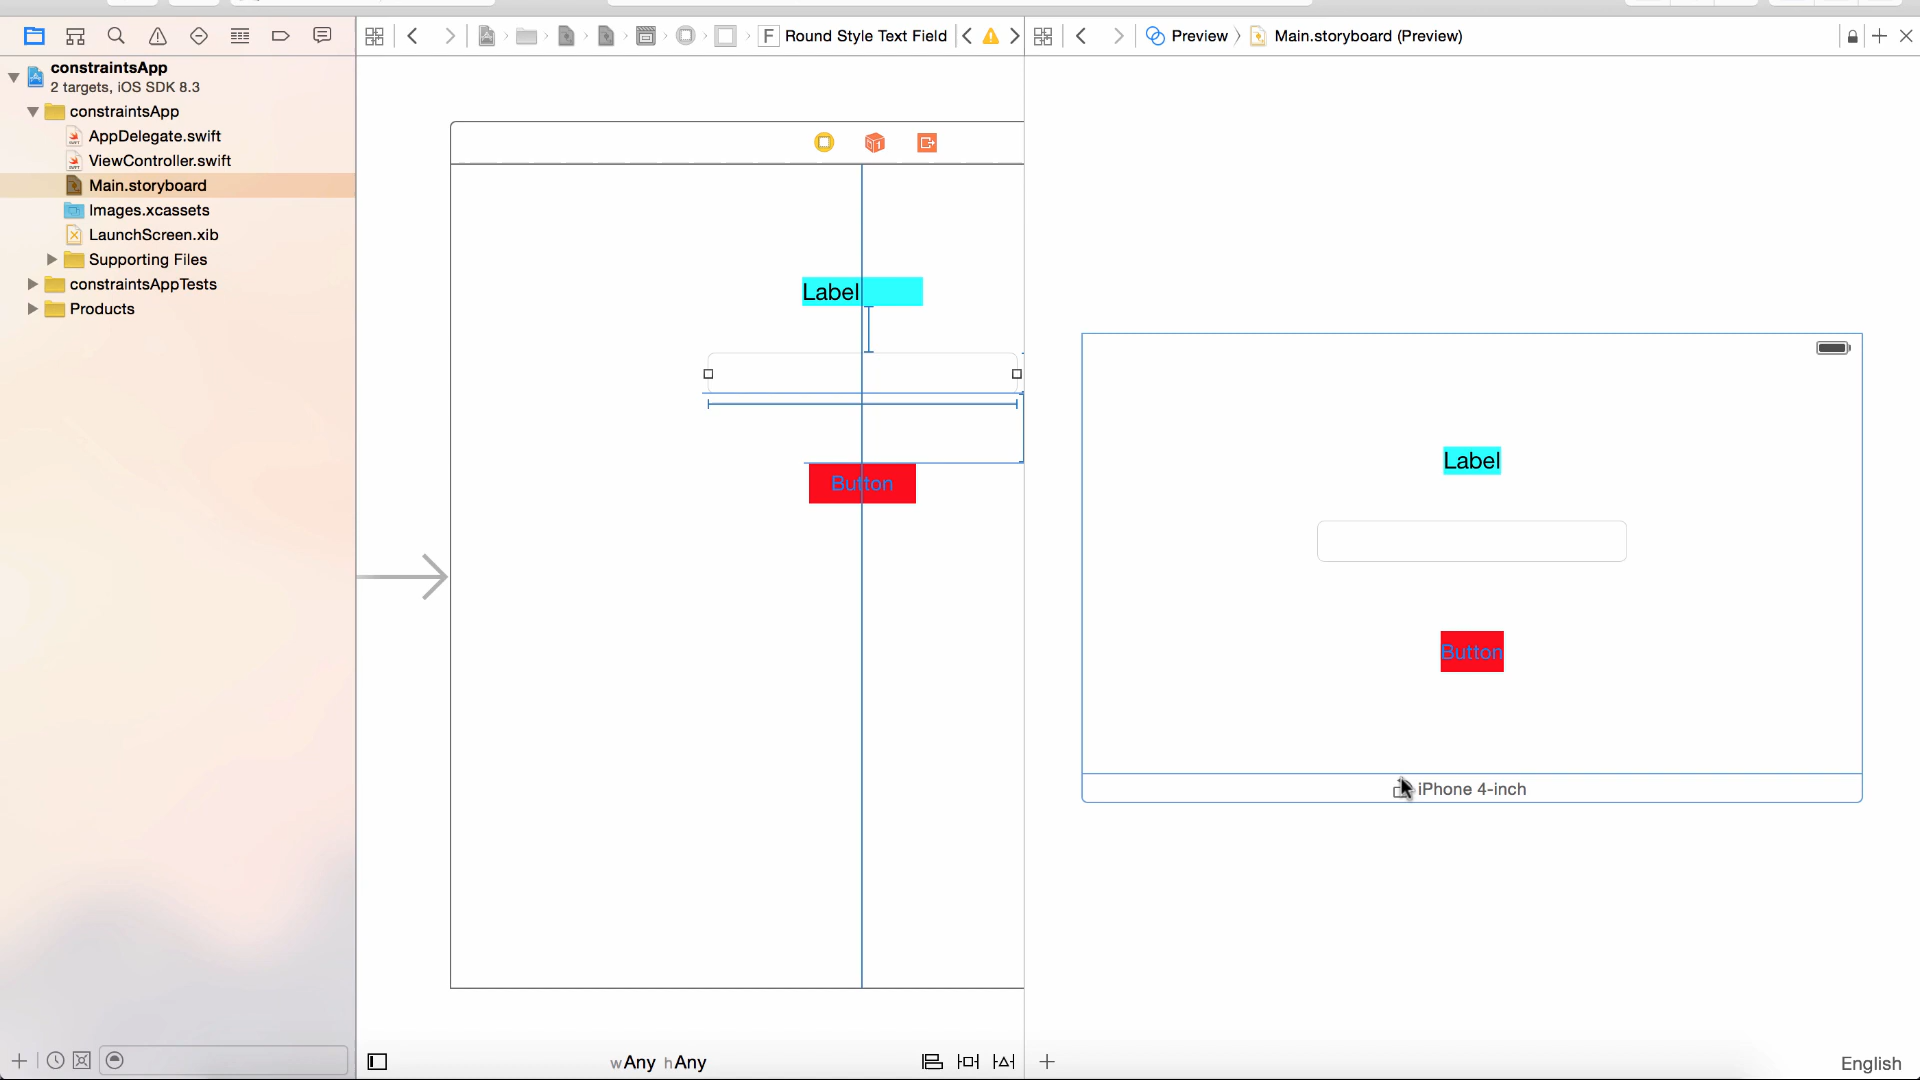 Round Style Text Field
Preview
Main.storyboard (Preview)
constraintsApp
2 targets, iOS SDK 8.3
constraintsApp
AppDelegate.swift
ViewController.swift
Main.storyboard
Images.xcassets
LaunchScreen.xib
Supporting Files
constraintsAppTests
Products
F
1
Label
Button
Label
Button
iPhone 4-inch
wAny hAny
English